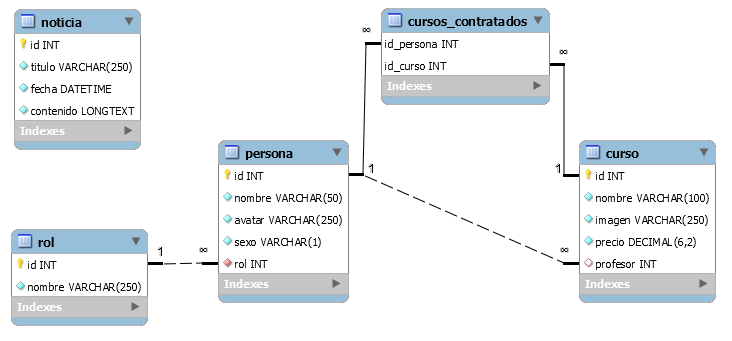 noticia
id INT
titulo VARCHAR(250)
fecha DATETIME
contenido LONGTEXT
Indexes
cursos_contratados
id_persona INT
id_curso INT
Indexes
∞
∞
persona
id INT
nombre VARCHAR(50)
avatar VARCHAR(250)
sexo VARCHAR(1)
rol INT
Indexes
1
1
curso
id INT
nombre VARCHAR(100)
imagen VARCHAR(250)
precio DECIMAL(6,2)
profesor INT
Indexes
∞
rol
id INT
nombre VARCHAR(250)
Indexes
1
∞